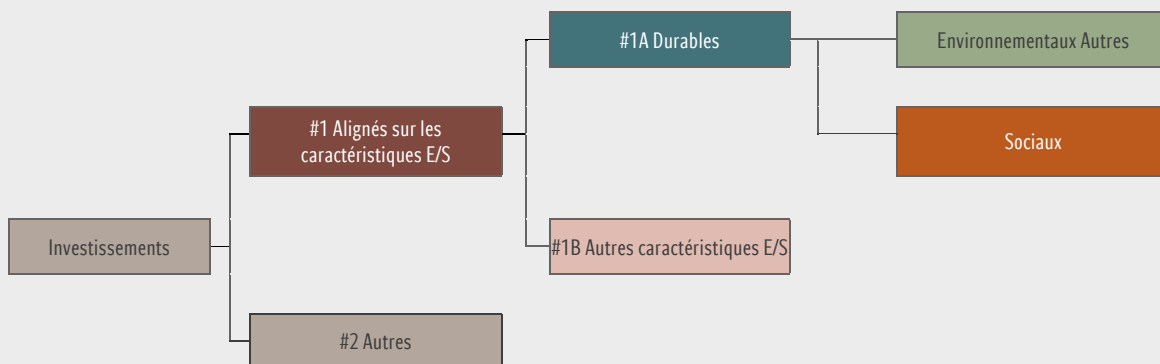 #1A Durables
Environnementaux Autres
#1 Alignés sur les
caractéristiques E/S
Sociaux
Investissements
#1B Autres caractéristiques E/S
#2 Autres